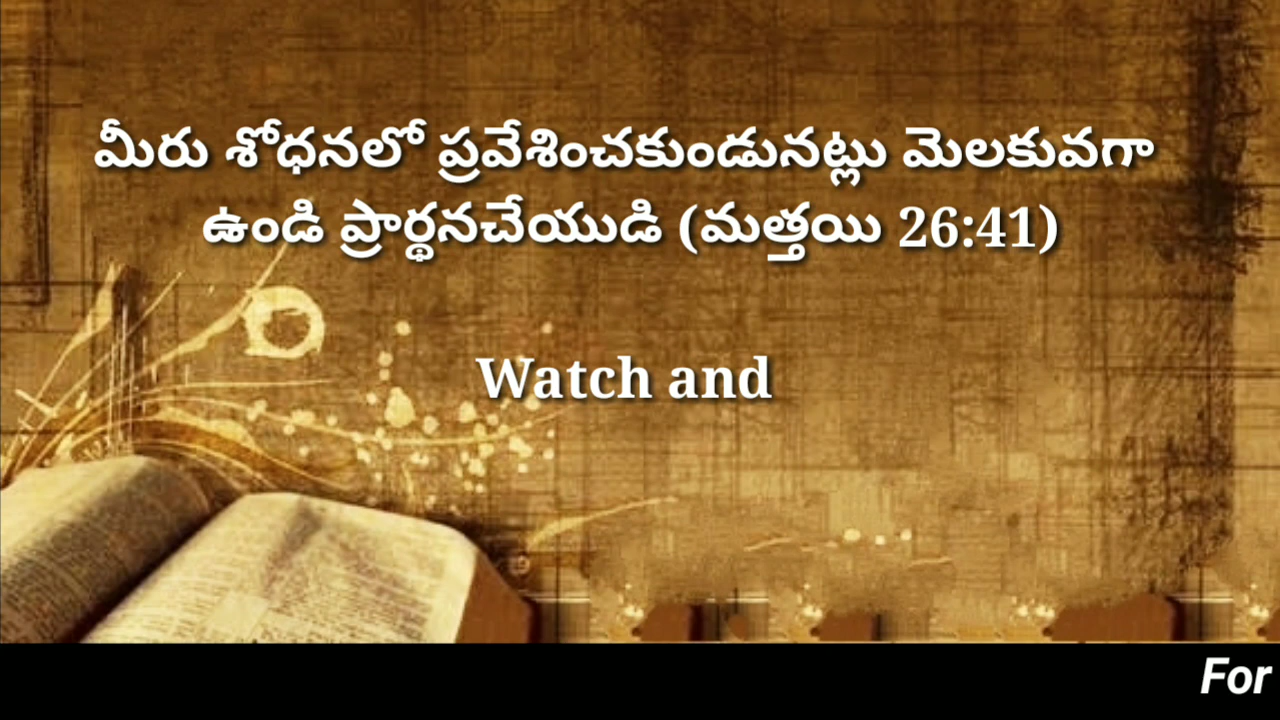 మీరు శోధనలో ప్రవేశించకుండునట్లు మెలకువగా
ఉండి ప్రార్థనచేయుడి (మత్తయి 26:41)
Watch and
For